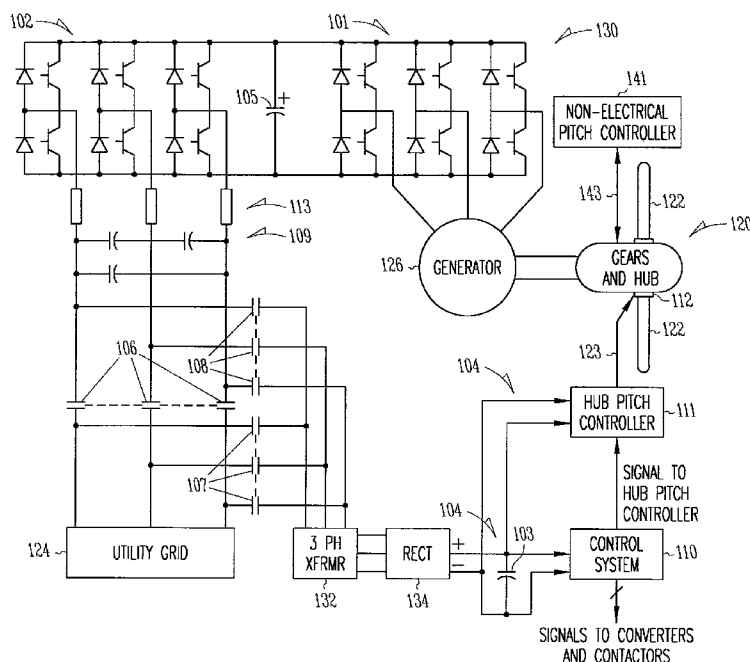 102
101
130
105
+
141
NON-ELECTRICAL
PITCH CONTROLLER
143
122
120
113
109
126
GENERATOR
GEARS
AND HUB
112
122
123
108
106
104
107
HUB PITCH
CONTROLLER
111
SIGNAL TO
HUB PITCH
CONTROLLER
104
103
124
UTILITY GRID
3 PH
XFRMR
132
RECT
134
+
−
CONTROL
SYSTEM
110
SIGNALS TO CONVERTERS
AND CONTACTORS